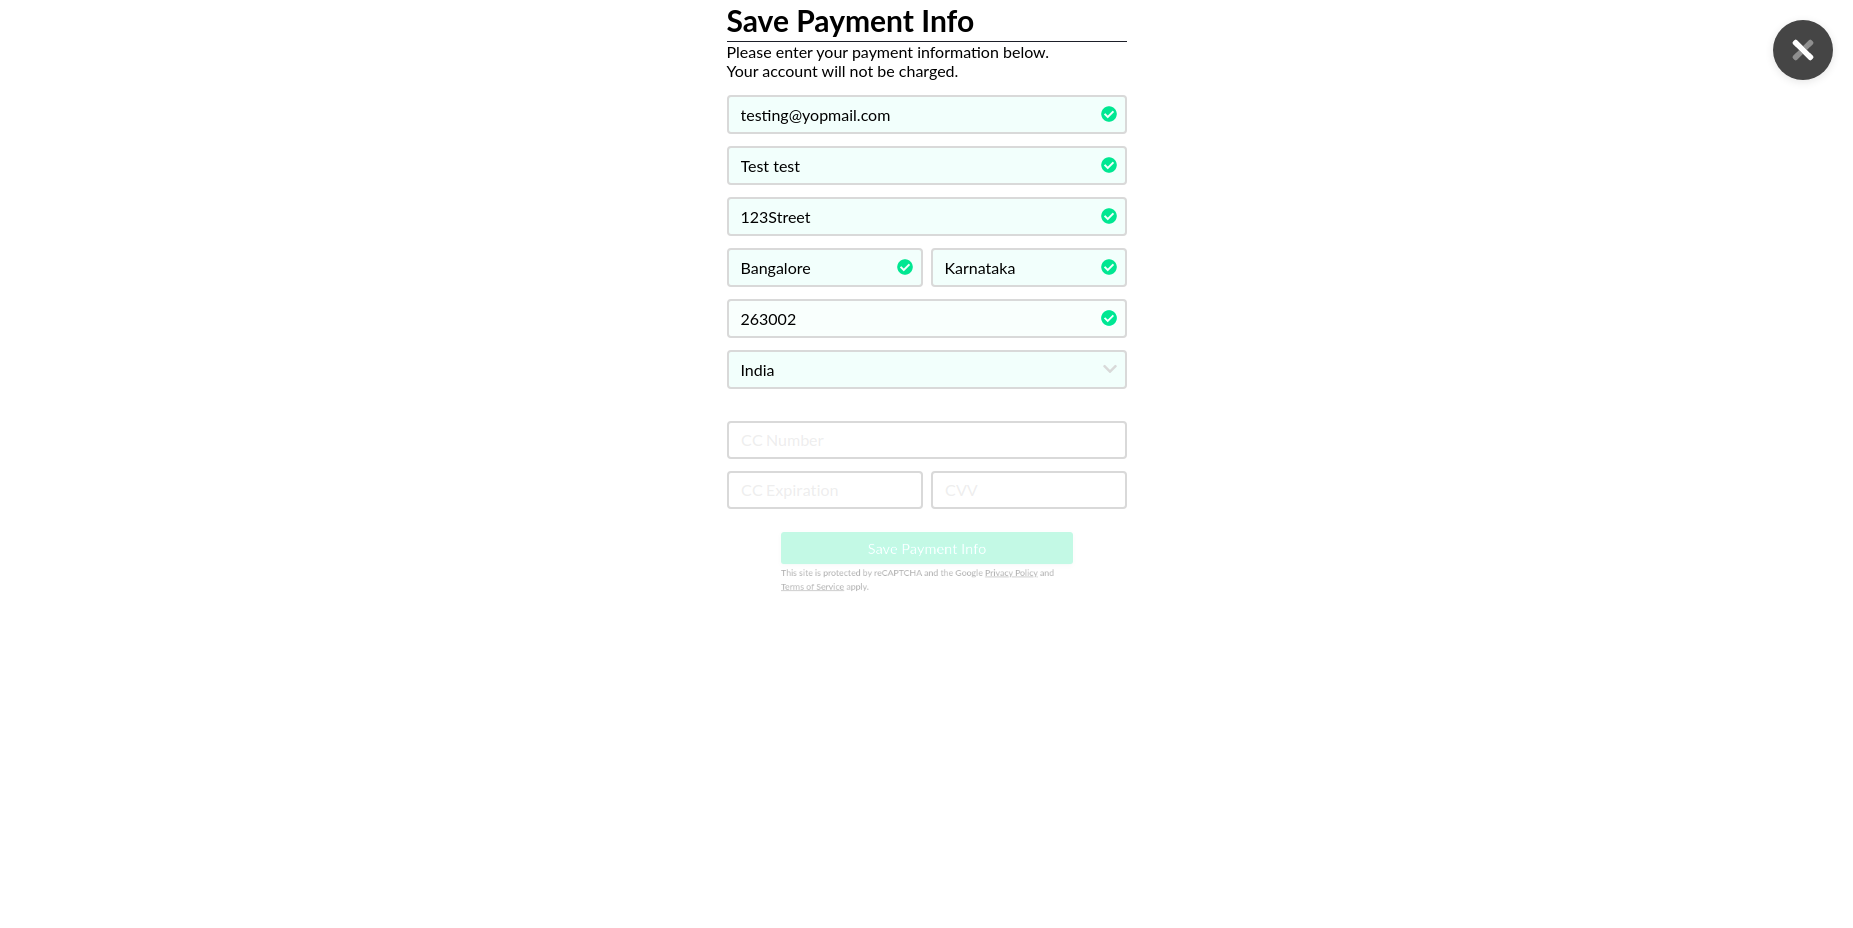 Save Payment Info
Please enter your payment information below.
Your account will not be charged.
testing@yopmail.com
Test test
123Street
Bangalore
Karnataka
263002
India
CC Number
CC Expiration
CVV
Save Payment Info
This site is protected by reCAPTCHA and the Google Privacy Policy and
Terms of Service apply.